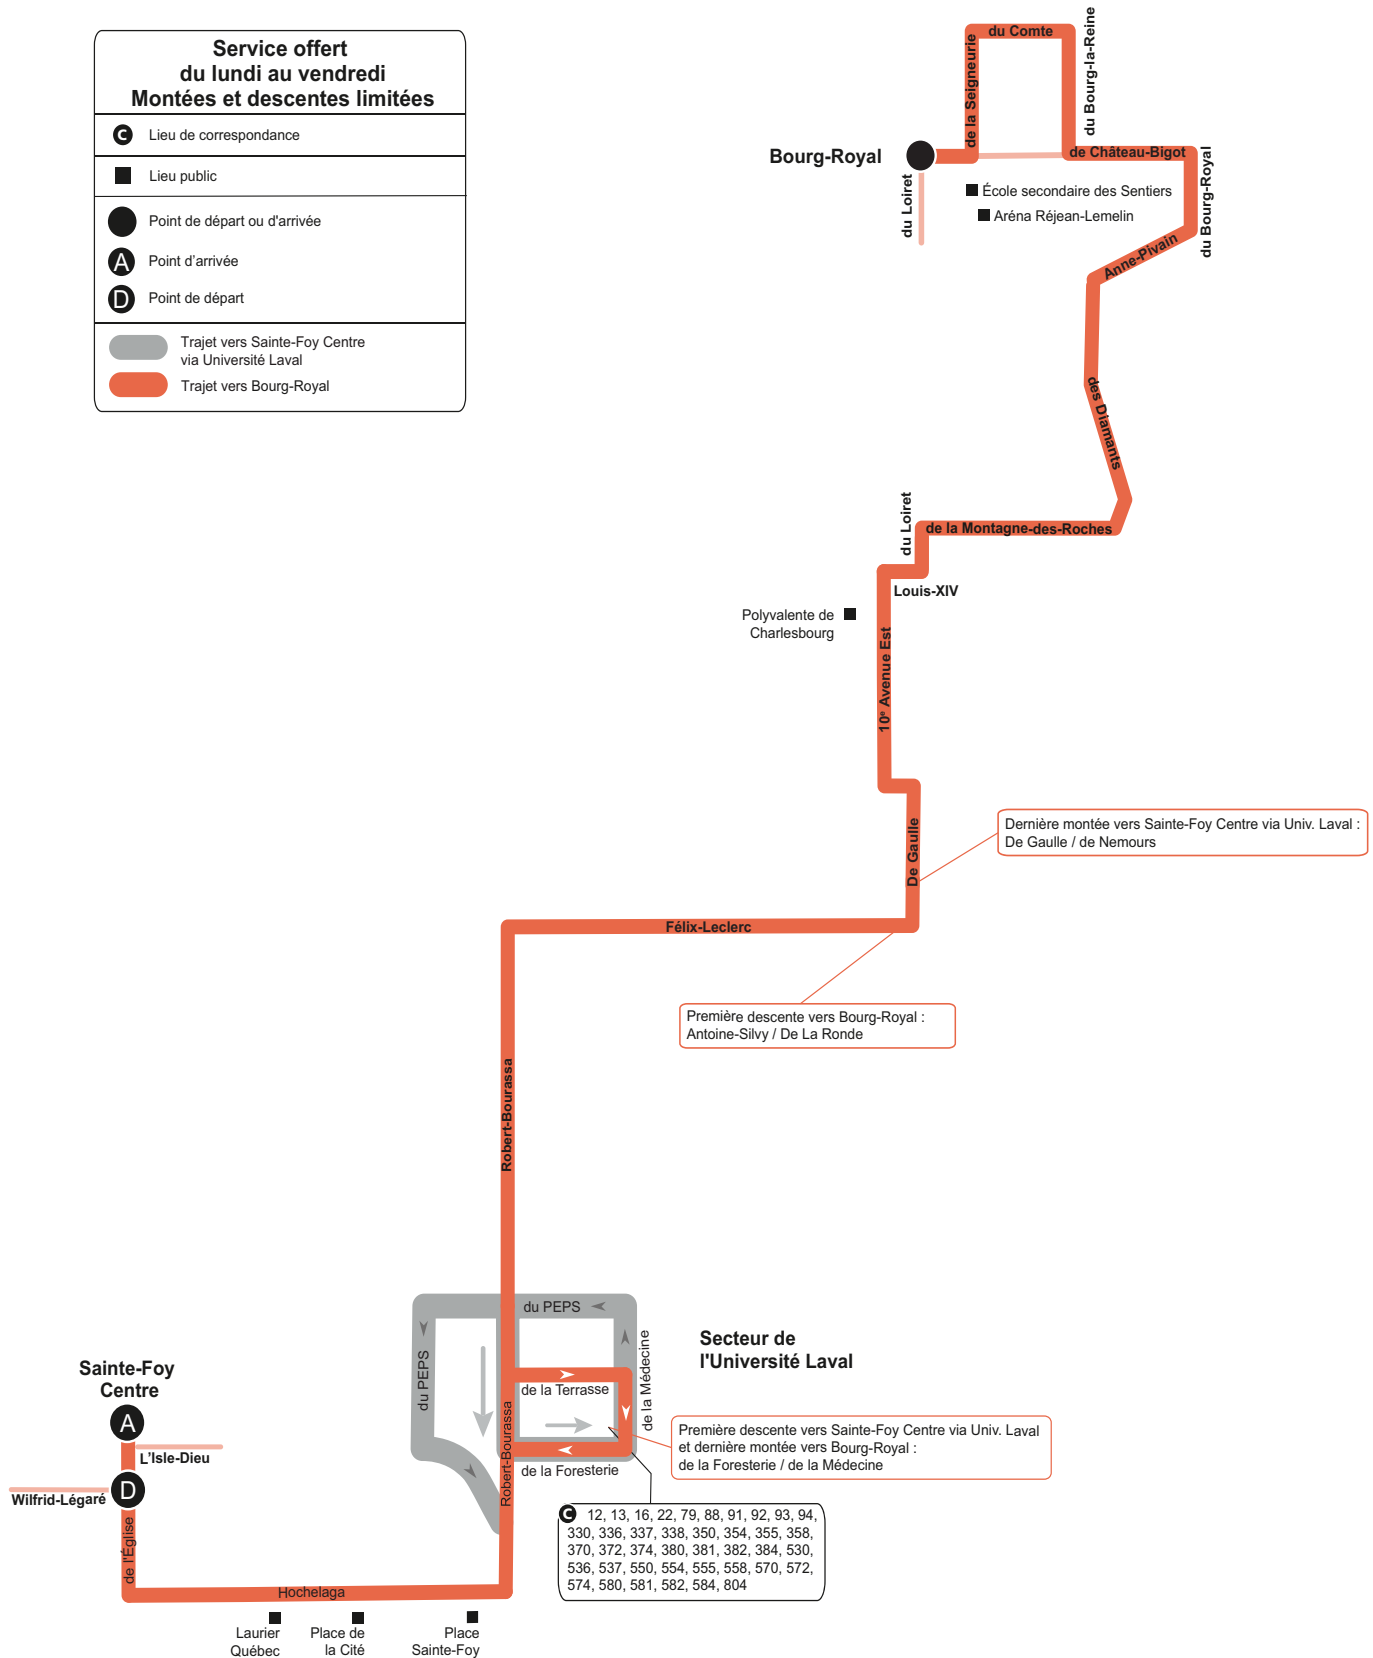 Service offert
du lundi au vendredi
Montées et descentes limitées
C Lieu de correspondance
Lieu public
Point de départ ou d'arrivée
A Point d'arrivée
D Point de départ
Trajet vers Sainte-Foy Centre
via Université Laval
Trajet vers Bourg-Royal
du Comte
de la Seigneurie
du Bourg-la-Reine
Bourg-Royal
de Château-Bigot
du Bourg-Royal
du Loiret
École secondaire des Sentiers
Aréna Réjean-Lemelin
Anne-Pivain
des Diamants
du Loiret
de la Montagne-des-Roches
Louis-XIV
Polyvalente de
Charlesbourg
10e Avenue Est
De Gaulle
Dernière montée vers Sainte-Foy Centre via Univ. Laval :
De Gaulle / de Nemours
Félix-Leclerc
Première descente vers Bourg-Royal :
Antoine-Silvy / De La Ronde
Robert-Bourassa
du PEPS
du PEPS
de la Médecine
Secteur de
l'Université Laval
de la Terrasse
Robert-Bourassa
de la Foresterie
Première descente vers Sainte-Foy Centre via Univ. Laval
et dernière montée vers Bourg-Royal :
de la Foresterie / de la Médecine
C 12, 13, 16, 22, 79, 88, 91, 92, 93, 94,
330, 336, 337, 338, 350, 354, 355, 358,
370, 372, 374, 380, 381, 382, 384, 530,
536, 537, 550, 554, 555, 558, 570, 572,
574, 580, 581, 582, 584, 804
Sainte-Foy
Centre
A
L'Isle-Dieu
D
Wilfrid-Légaré
de l'Église
Hochelaga
Laurier
Québec
Place de
la Cité
Place
Sainte-Foy